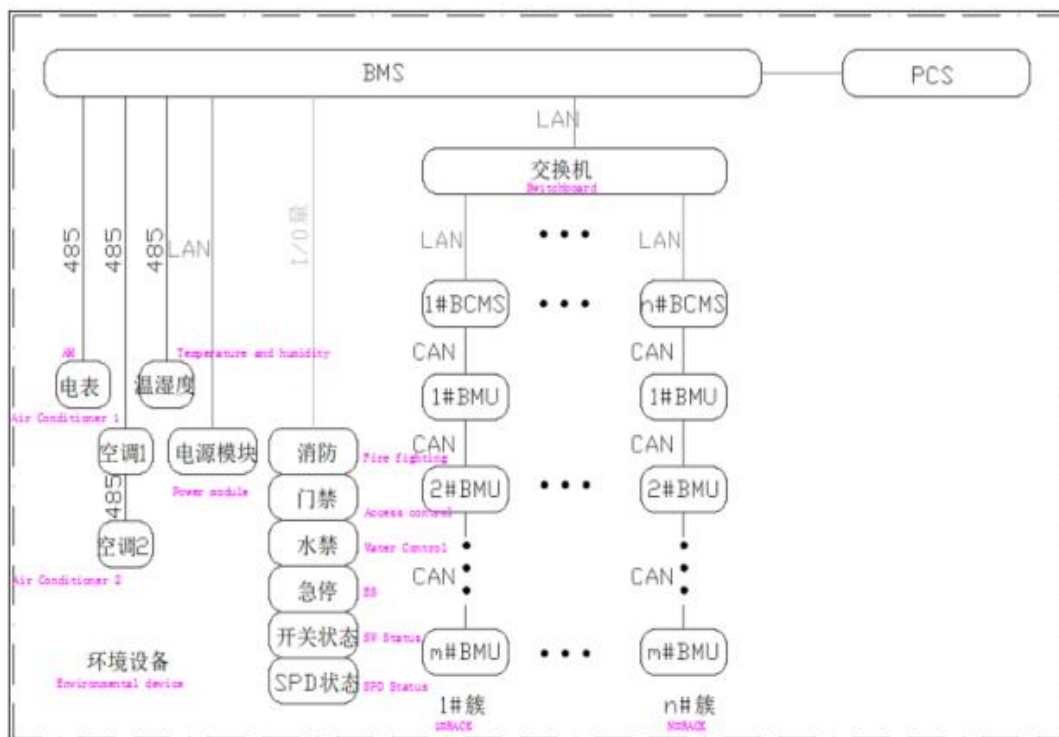 BMS
PCS
LAN
交换机
Switchboard
485
485
485
LAN
I/O量
LAN
LAN
1#BCMS
n#BCMS
CAN
CAN
Temperature and humidity
电表
温湿度
1#BMU
1#BMU
Air Conditioner 1
CAN
CAN
空调1
电源模块
消防
Fire fighting
485
Power module
门禁
Access control
2#BMU
2#BMU
空调2
水禁
Water Control
Air Conditioner 2
急停
ES
CAN
CAN
开关状态
SW Status
m#BMU
m#BMU
环境设备
Environmental device
SPD状态
SPD Status
1#簇
n#簇
1#RACK
N#RACK